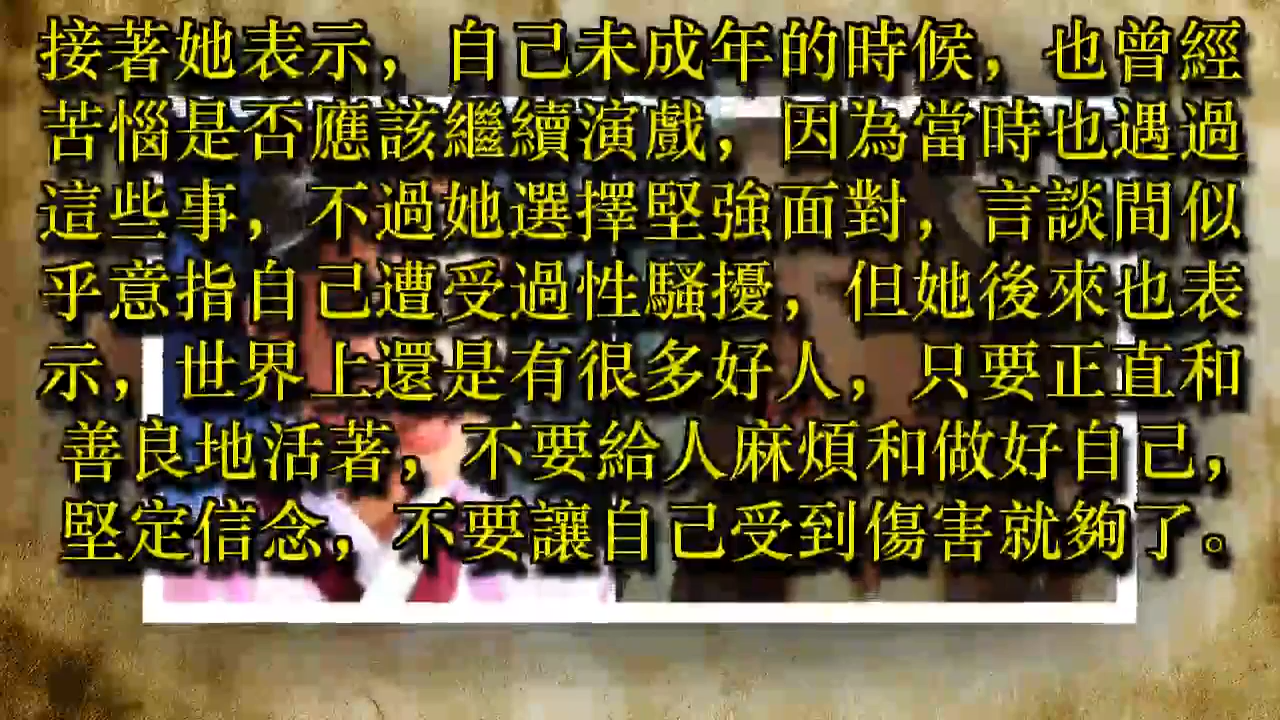 接著她表示，自己未成年的時候，也曾經
苦惱是否應該繼續演戲，因為當時也遇過
這些事，不過她選擇堅強面對，言談間似
乎意指自己遭受過性騷擾，但她後來也表
示，世界上還是有很多好人，只要正直和
善良地活著，不要給人麻煩和做好自己，
堅定信念，不要讓自己受到傷害就夠了。